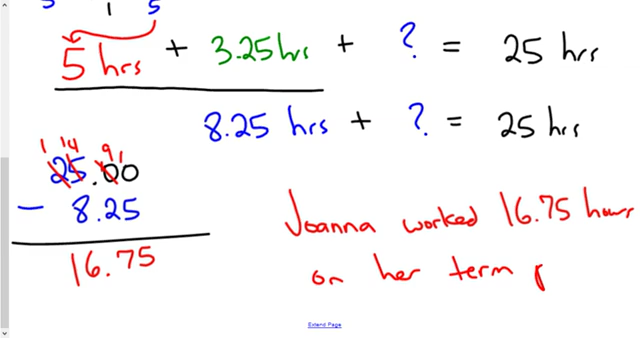 5 1 5
5 hrs + 3.25 hrs + ? = 25 hrs
8.25 hrs + ? = 25 hrs
1 14 9 1
25.00
- 8.25
16.75
Joanna worked 16.75 hours
on her term
Extend Page